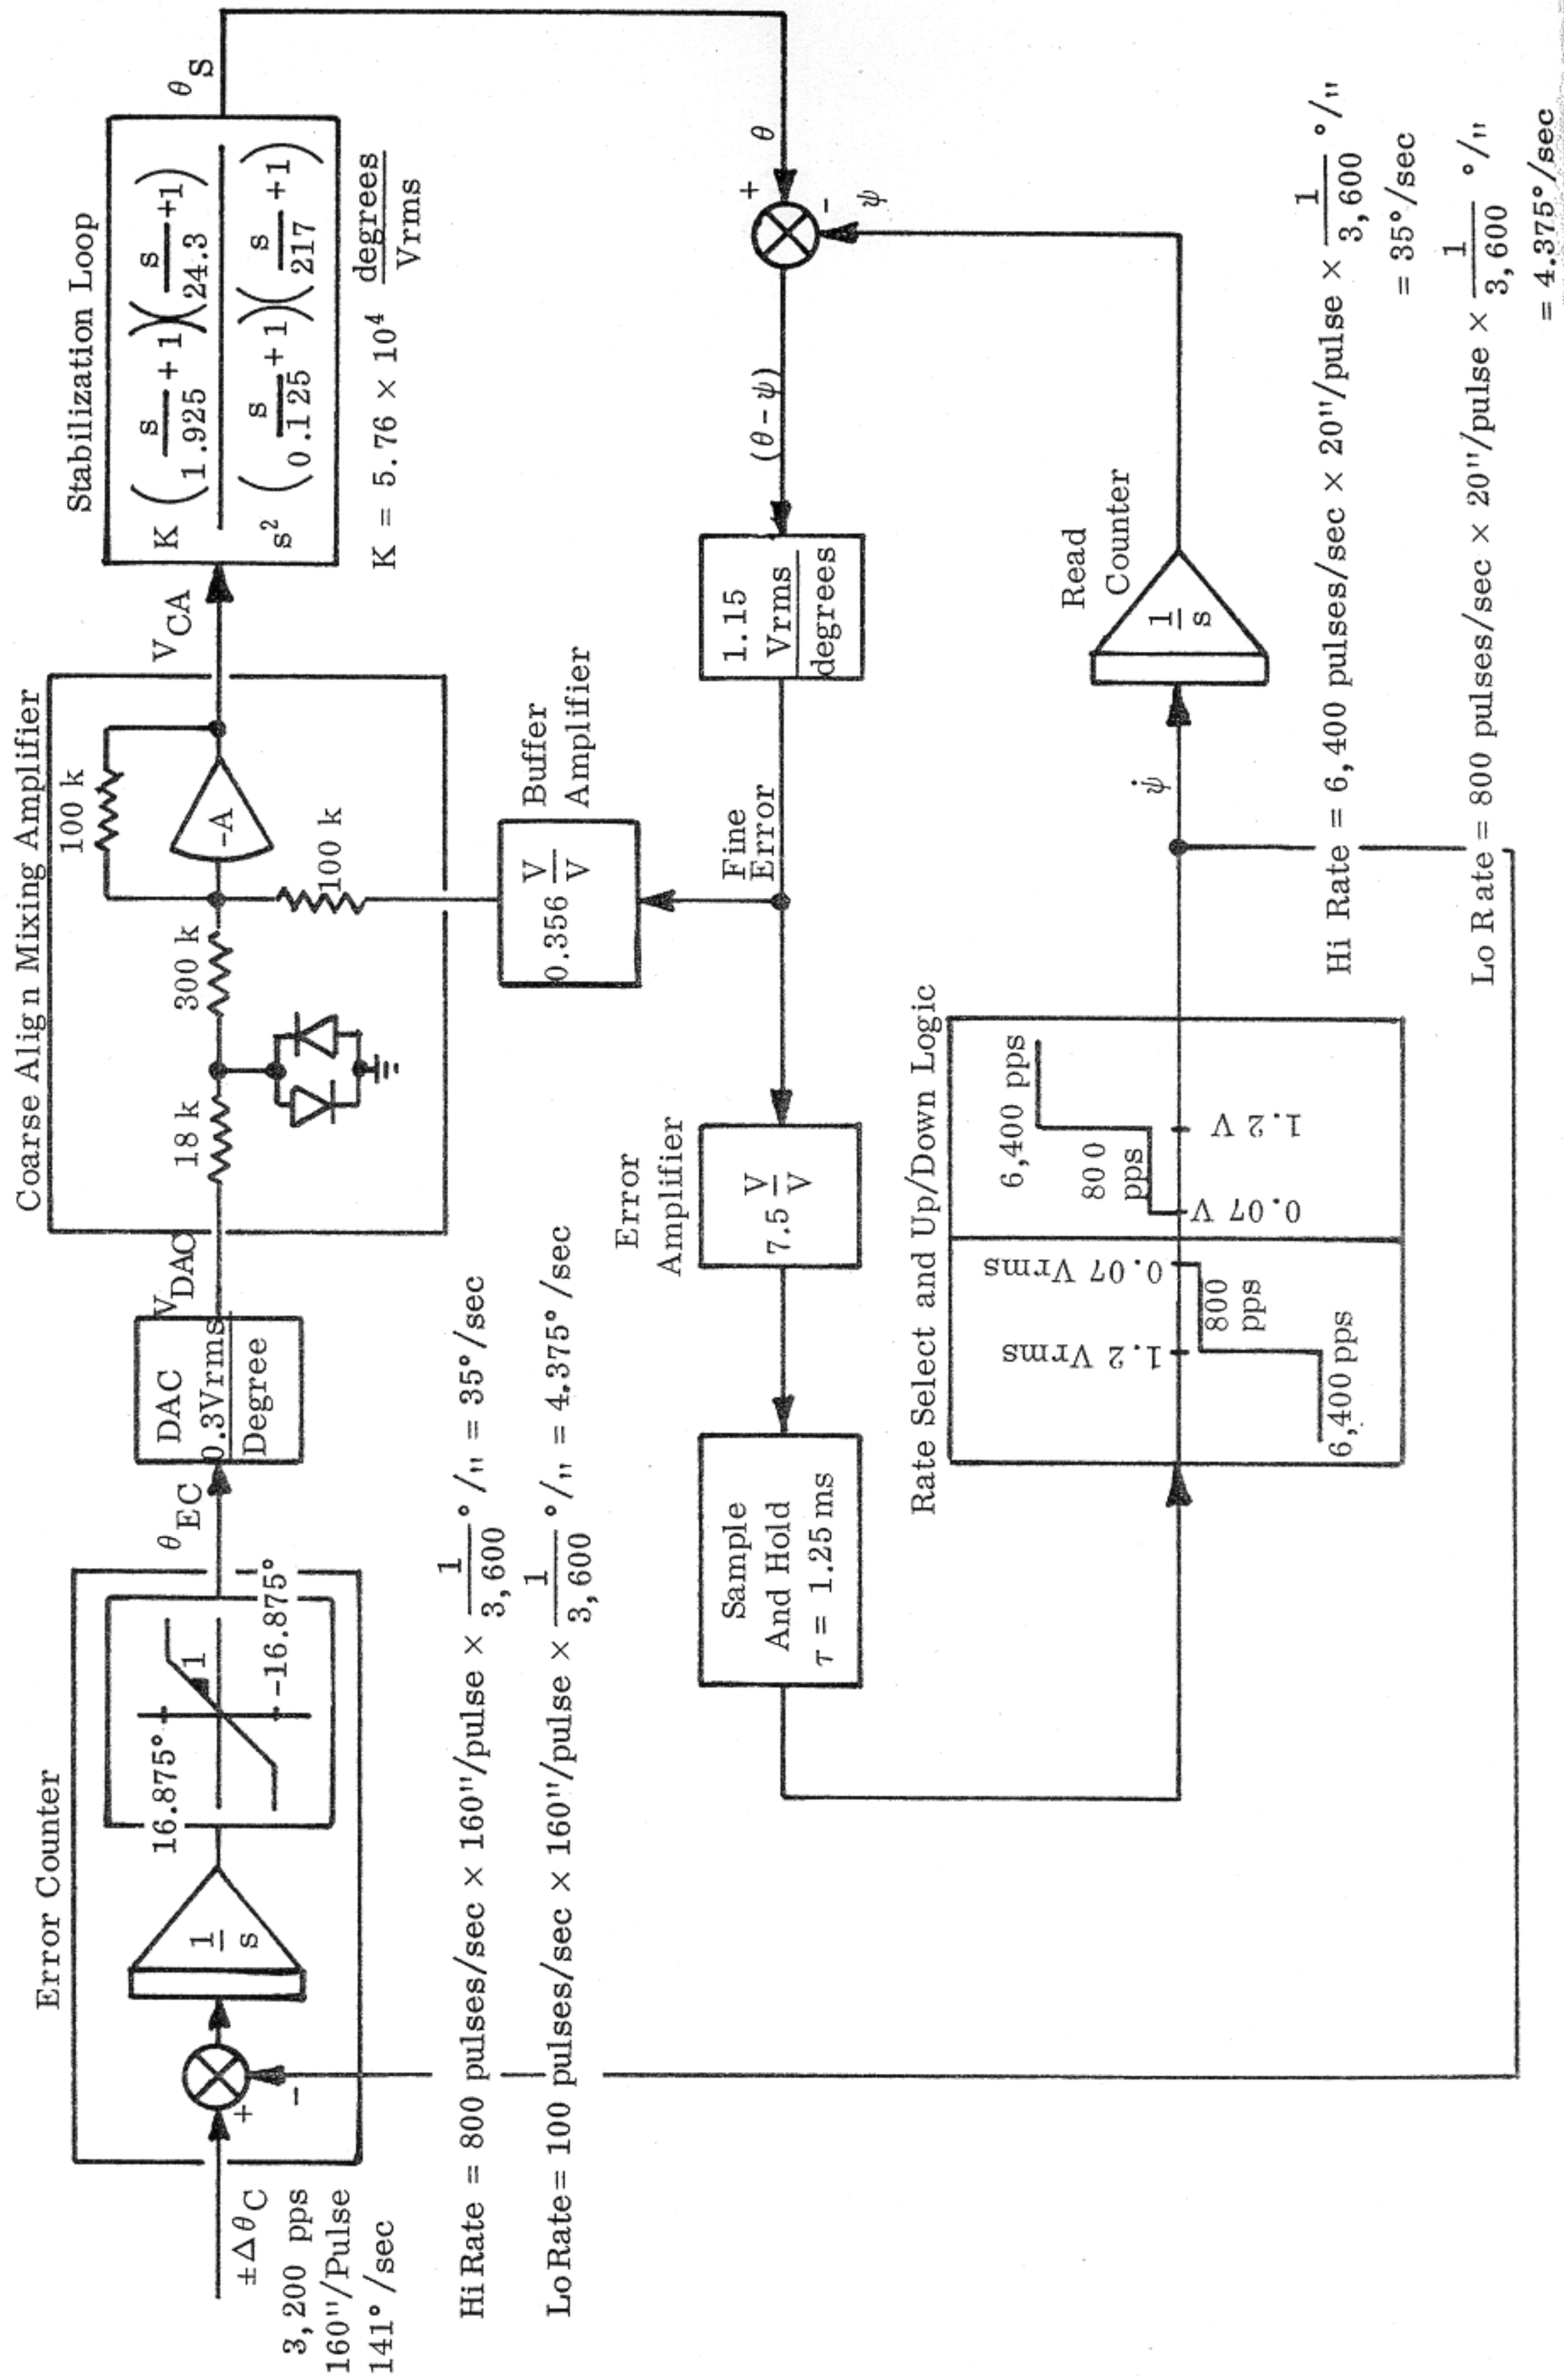 Error Counter
16.875°
1
-16.875°
1
s
+
-
±Δθ_C
3,200 pps
160"/Pulse
141°/sec
Hi Rate = 800 pulses/sec × 160"/pulse × 1/3,600 °/" = 35°/sec
Lo Rate = 100 pulses/sec × 160"/pulse × 1/3,600 °/" = 4.375°/sec
θ_EC
DAC
0.3Vrms
Degree
V_DAC
Coarse Align Mixing Amplifier
18 k
300 k
100 k
-A
100 k
V_CA
Stabilization Loop
K (s/1.925 + 1)(s/24.3 +1)
s² (s/0.125 + 1)(s/217 +1)
K = 5.76 × 10⁴ degrees/Vrms
θ_S
θ
+
-
ψ
(θ - ψ)
1.15
Vrms
degrees
Fine
Error
Buffer
Amplifier
0.356 V/V
Error
Amplifier
7.5 V/V
Sample
And Hold
τ = 1.25 ms
Rate Select and Up/Down Logic
6,400 pps
800
pps
1.2 Vrms
0.07 Vrms
0.07 V
1.2 V
800
pps
6,400 pps
ψ̇
Read
Counter
1
s
Hi Rate = 6,400 pulses/sec × 20"/pulse × 1/3,600 °/"
= 35°/sec
Lo Rate = 800 pulses/sec × 20"/pulse × 1/3,600 °/"
= 4.375°/sec